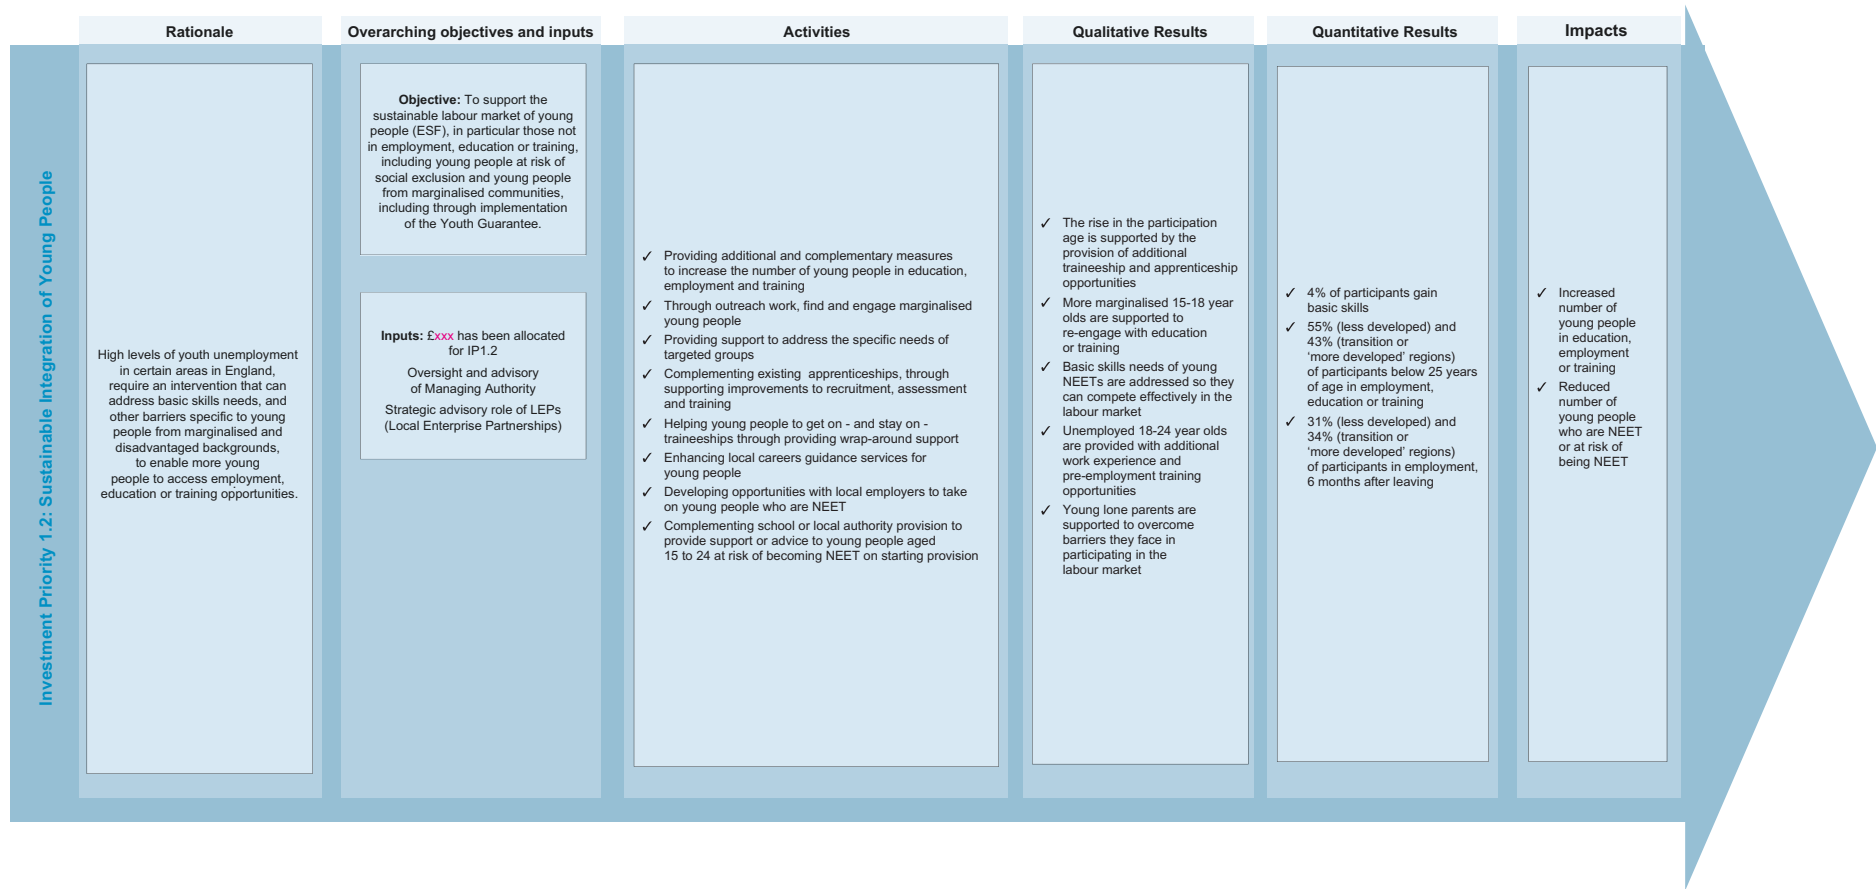 Investment Priority 1.2: Sustainable Integration of Young People
Rationale
High levels of youth unemployment
in certain areas in England,
require an intervention that can
address basic skills needs, and
other barriers specific to young
people from marginalised and
disadvantaged backgrounds,
to enable more young
people to access employment,
education or training opportunities.
Overarching objectives and inputs
Objective: To support the
sustainable labour market of young
people (ESF), in particular those not
in employment, education or training,
including young people at risk of
social exclusion and young people
from marginalised communities,
including through implementation
of the Youth Guarantee.
Inputs: £xxx has been allocated
for IP1.2
Oversight and advisory
of Managing Authority
Strategic advisory role of LEPs
(Local Enterprise Partnerships)
Activities
✓ Providing additional and complementary measures
to increase the number of young people in education,
employment and training
✓ Through outreach work, find and engage marginalised
young people
✓ Providing support to address the specific needs of
targeted groups
✓ Complementing existing apprenticeships, through
supporting improvements to recruitment, assessment
and training
✓ Helping young people to get on - and stay on -
traineeships through providing wrap-around support
✓ Enhancing local careers guidance services for
young people
✓ Developing opportunities with local employers to take
on young people who are NEET
✓ Complementing school or local authority provision to
provide support or advice to young people aged
15 to 24 at risk of becoming NEET on starting provision
Qualitative Results
✓ The rise in the participation
age is supported by the
provision of additional
traineeship and apprenticeship
opportunities
✓ More marginalised 15-18 year
olds are supported to
re-engage with education
or training
✓ Basic skills needs of young
NEETs are addressed so they
can compete effectively in the
labour market
✓ Unemployed 18-24 year olds
are provided with additional
work experience and
pre-employment training
opportunities
✓ Young lone parents are
supported to overcome
barriers they face in
participating in the
labour market
Quantitative Results
✓ 4% of participants gain
basic skills
✓ 55% (less developed) and
43% (transition or
‘more developed’ regions)
of participants below 25 years
of age in employment,
education or training
✓ 31% (less developed) and
34% (transition or
‘more developed’ regions)
of participants in employment,
6 months after leaving
Impacts
✓ Increased
number of
young people
in education,
employment
or training
✓ Reduced
number of
young people
who are NEET
or at risk of
being NEET